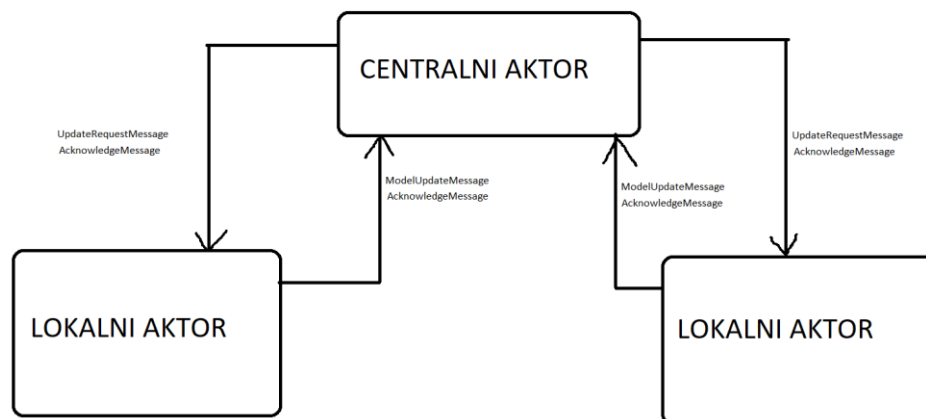 CENTRALNI AKTOR
UpdateRequestMessage
AcknowledgeMessage
UpdateRequestMessage
AcknowledgeMessage
ModelUpdateMessage
AcknowledgeMessage
ModelUpdateMessage
AcknowledgeMessage
LOKALNI AKTOR
LOKALNI AKTOR